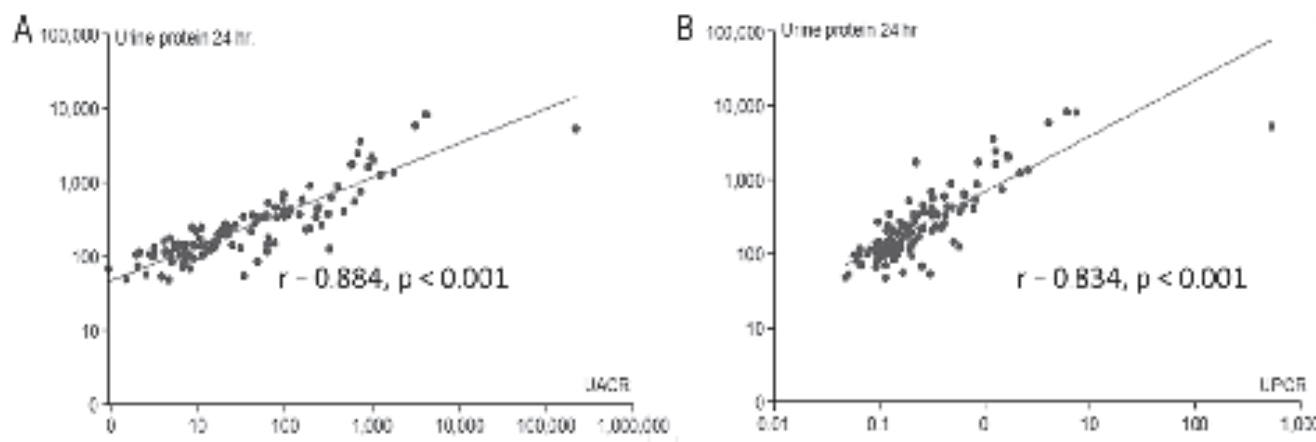 A
Urine protein 24 hr.
100,000
10,000
1,000
100
10
0
r – 0.884, p < 0.001
UACR
0 10 100 1,000 10,000 100,000 1,000,000
B
Urine protein 24 hr
100,000
10,000
1,000
100
10
0
r – 0.834, p < 0.001
UPCR
0.01 0.1 0 10 100